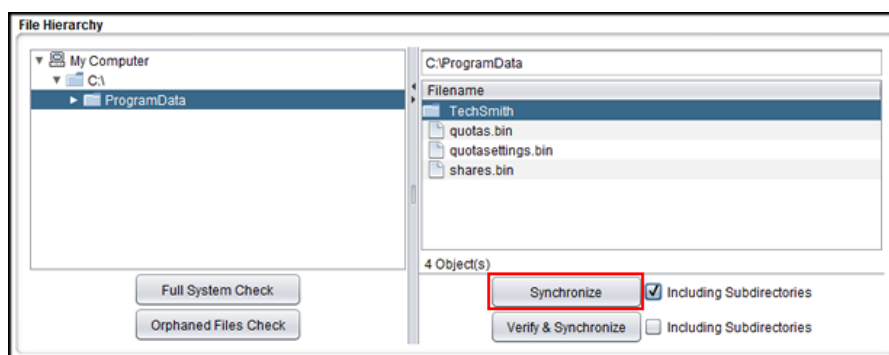 File Hierarchy
My Computer
C:\
ProgramData
C:\ProgramData
Filename
TechSmith
quotas.bin
quotasettings.bin
shares.bin
4 Object(s)
Full System Check
Orphaned Files Check
Synchronize
Including Subdirectories
Verify & Synchronize
Including Subdirectories